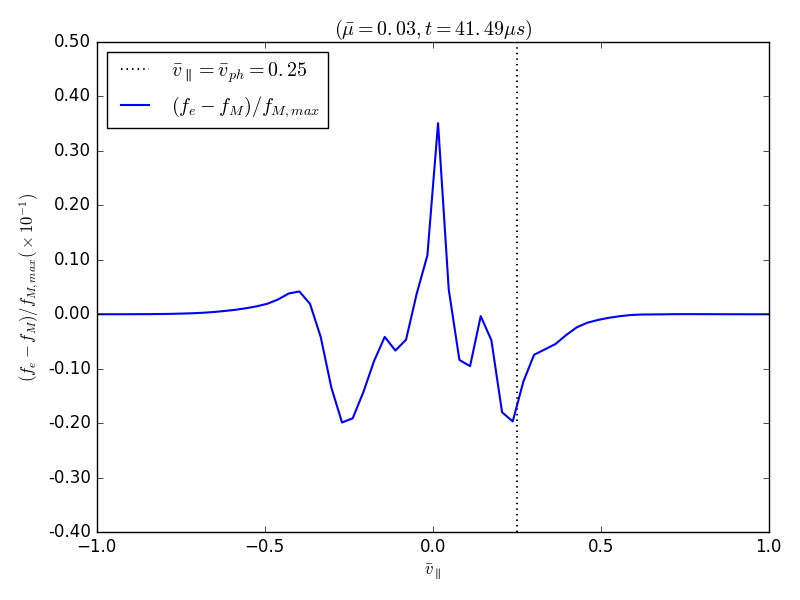 (μ̄ = 0.03, t = 41.49μs)
v̄∥ = v̄ph = 0.25
(fe − fM)/fM,max
0.50
0.40
0.30
0.20
0.10
0.00
-0.10
-0.20
-0.30
-0.40
(fe − fM)/fM,max(×10⁻¹)
−1.0 −0.5 0.0 0.5 1.0
v̄∥